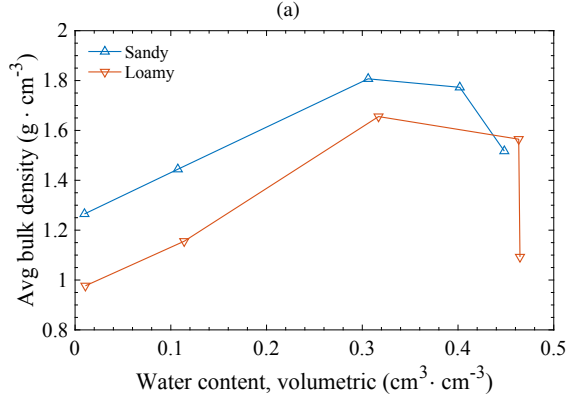 (a)
2
1.8
1.6
1.4
1.2
1
0.8
Sandy
Loamy
Avg bulk density (g · cm⁻³)
0 0.1 0.2 0.3 0.4 0.5
Water content, volumetric (cm³ · cm⁻³)